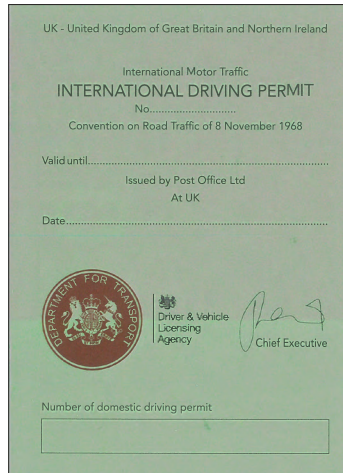 UK - United Kingdom of Great Britain and Northern Ireland
International Motor Traffic
INTERNATIONAL DRIVING PERMIT
No..............................
Convention on Road Traffic of 8 November 1968
Valid until..............................................................................
Issued by Post Office Ltd
At UK
Date......................................................................................
DEPARTMENT FOR TRANSPORT
Driver & Vehicle
Licensing
Agency
Chief Executive
Number of domestic driving permit